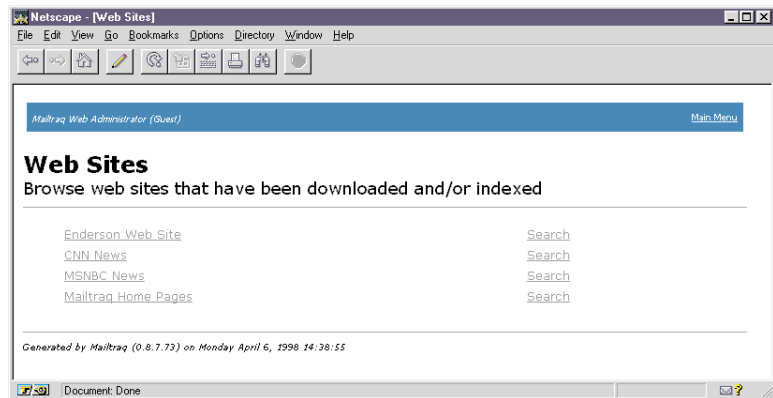 Netscape - [Web Sites]
File Edit View Go Bookmarks Options Directory Window Help
Mailtraq Web Administrator (Guest) Main Menu
Web Sites
Browse web sites that have been downloaded and/or indexed
Enderson Web Site Search
CNN News Search
MSNBC News Search
Mailtraq Home Pages Search
Generated by Mailtraq (0.8.7.73) on Monday April 6, 1998 14:38:55
Document: Done